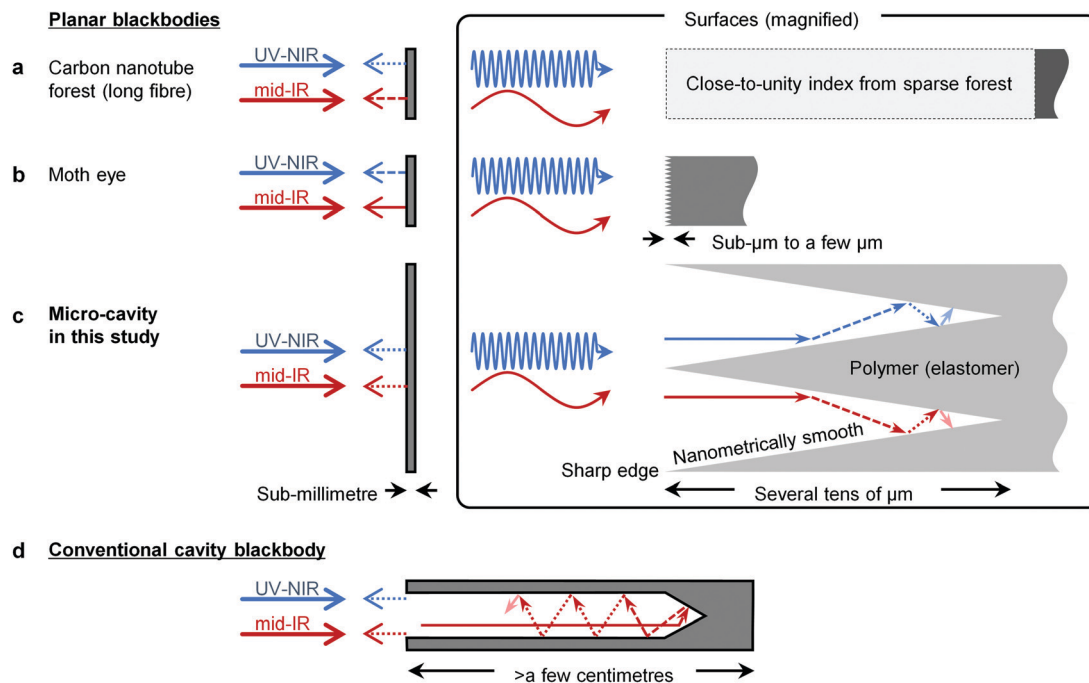 Planar blackbodies
Surfaces (magnified)
a Carbon nanotube
forest (long fibre)
UV-NIR
mid-IR
Close-to-unity index from sparse forest
b Moth eye
UV-NIR
mid-IR
Sub-μm to a few μm
c Micro-cavity
in this study
UV-NIR
mid-IR
Polymer (elastomer)
Nanometrically smooth
Sharp edge
Sub-millimetre
Several tens of μm
d Conventional cavity blackbody
UV-NIR
mid-IR
>a few centimetres